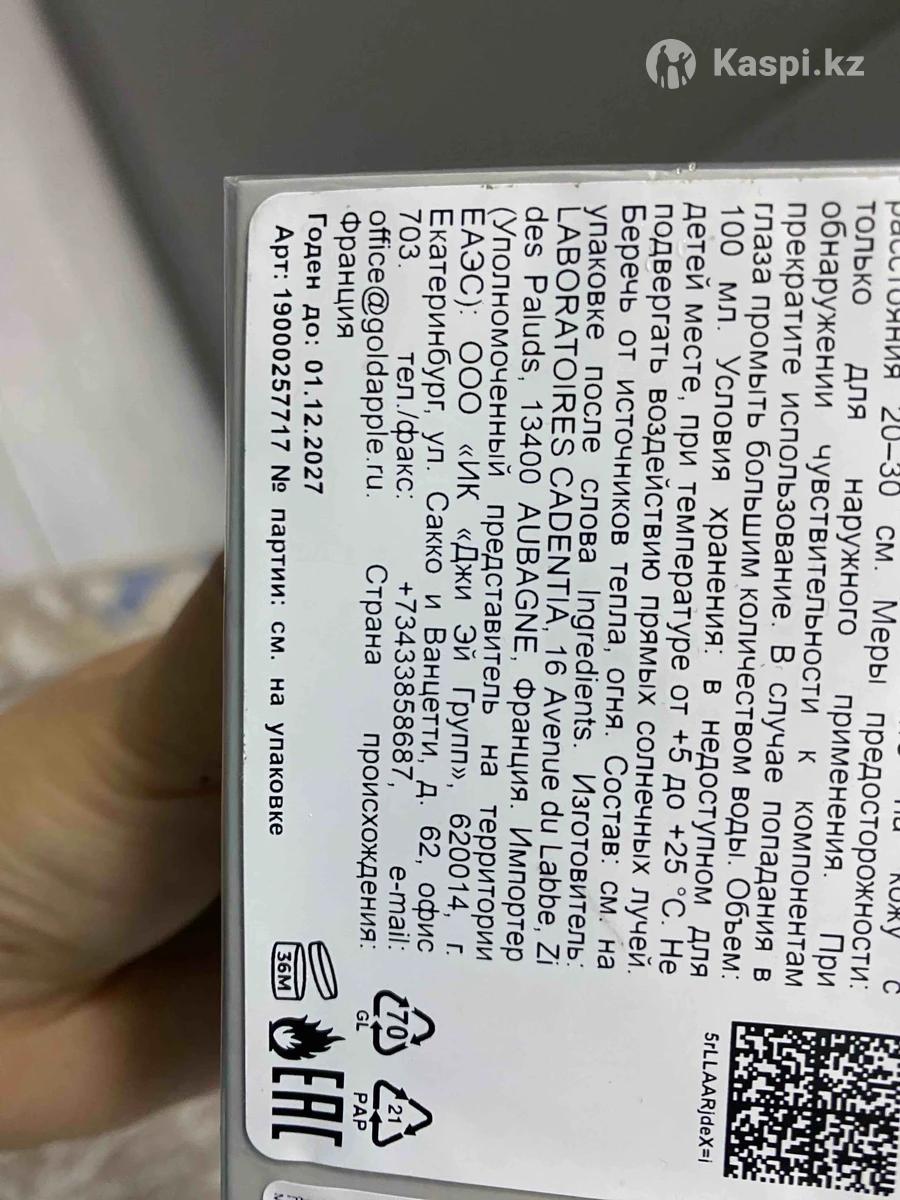 Kaspi.kz
расстояния 20–30 см. Меры предосторожности:
только для наружного применения. При
обнаружении чувствительности к компонентам
прекратите использование. В случае попадания в
глаза промыть большим количеством воды. Объем:
100 мл. Условия хранения: в недоступном для
детей месте, при температуре от +5 до +25 °С. Не
подвергать воздействию прямых солнечных лучей.
Беречь от источников тепла, огня. Состав: см. на
упаковке после слова Ingredients. Изготовитель:
LABORATOIRES CADENTIA, 16 Avenue du Labbe, Zi
des Paluds, 13400 AUBAGNE, Франция. Импортер
(Уполномоченный представитель на территории
ЕАЭС): ООО «ИК «Джи Эй Групп», 620014, г.
Екатеринбург, ул. Сакко и Ванцетти, д. 62, офис
703. тел./факс: +73433858687, e-mail:
office@goldapple.ru. Страна происхождения:
Франция
Годен до: 01.12.2027
Арт: 19000257717 № партии: см. на упаковке
5rLLAARjdeX=i
70
GL
21
PAP
36M
EAC